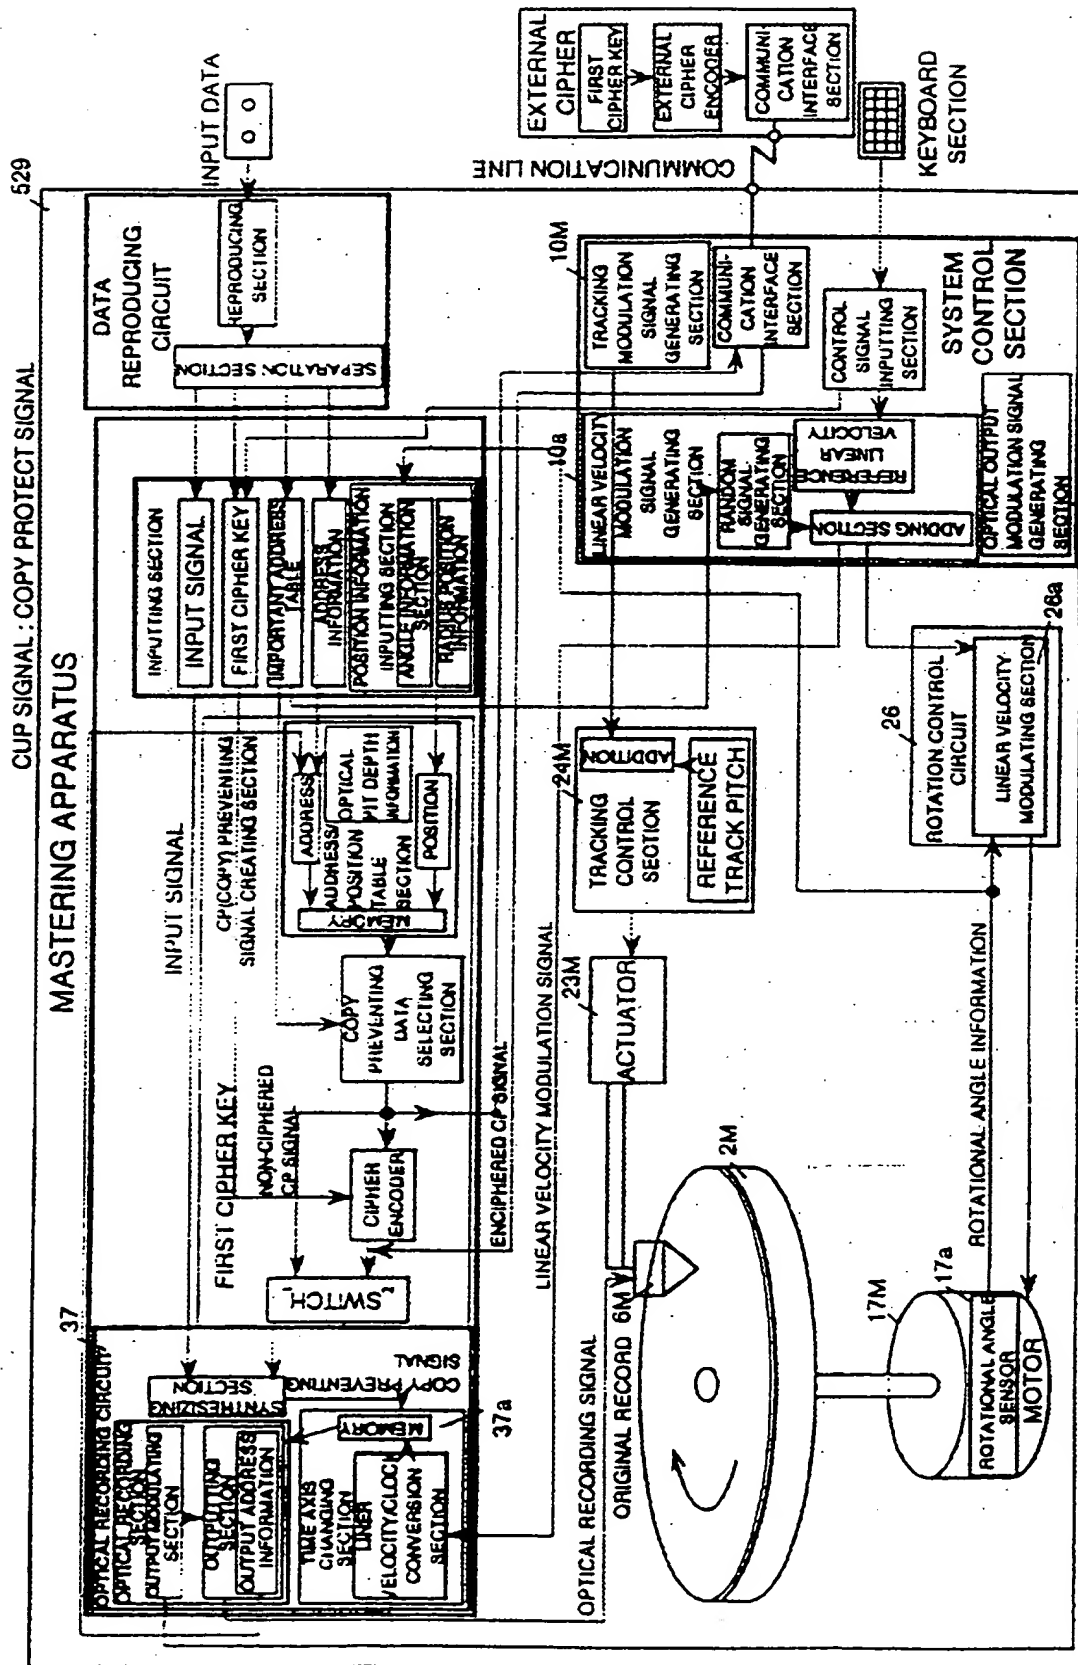 CUP SIGNAL : COPY PROTECT SIGNAL
529
MASTERING APPARATUS
INPUT DATA
DATA
REPRODUCING
CIRCUIT
REPRODUCING
SECTION
SEPARATION SECTION
EXTERNAL
CIPHER
FIRST
CIPHER KEY
EXTERNAL
CIPHER
ENCODER
COMMUNI-
CATION
INTERFACE
SECTION
COMMUNICATION LINE
KEYBOARD
SECTION
INPUTTING SECTION
INPUT SIGNAL
FIRST CIPHER KEY
IMPORTANT ADDRESS
TABLE
ADDRESS
INFORMATION
POSITION INFORMATION
INPUTTING SECTION
ANGLE INFORMATION
SECTION
RADIUS POSITION
INFORMATION
10M
TRACKING
MODULATION
SIGNAL
GENERATING
SECTION
COMMUNI-
CATION
INTERFACE
SECTION
CONTROL
SIGNAL
INPUTTING
SECTION
SYSTEM
CONTROL
SECTION
10a
LINEAR VELOCITY
MODULATION
SIGNAL
GENERATING
SECTION
RANDOM
SIGNAL
GENERATING
SECTION
REFERENCE
LINEAR
VELOCITY
ADDING SECTION
OPTICAL OUTPUT
MODULATION SIGNAL
GENERATING
SECTION
INPUT SIGNAL
CP(COPY) PREVENTING
SIGNAL CREATING SECTION
ADDRESS
OPTICAL
PIT DEPTH
INFORMATION
POSITION
ADDRESS/
POSITION
TABLE
SECTION
MEMORY
COPY
PREVENTING
DATA
SELECTING
SECTION
FIRST CIPHER KEY
NON-CIPHERED
CP SIGNAL
CIPHER
ENCODER
ENCIPHERED CP SIGNAL
SWITCH
1
2
LINEAR VELOCITY MODULATION SIGNAL
24M
ADDITION
TRACKING
CONTROL
SECTION
REFERENCE
TRACK PITCH
23M
ACTUATOR
26
ROTATION CONTROL
CIRCUIT
LINEAR VELOCITY
MODULATING SECTION
26a
37
OPTICAL RECORDING CIRCUIT
OPTICAL RECORDING
SECTION
OUTPUT MODULATING
SECTION
OUTPUTING
SECTION
OUTPUT ADDRESS
INFORMATION
SYNTHESIZING
SECTION
COPY PREVENTING
SIGNAL
37a
MEMORY
TIME AXIS
CHANGING
SECTION
LINER
VELOCITY/CLOCK
CONVERSION
SECTION
OPTICAL RECORDING SIGNAL
ORIGINAL RECORD 6M
2M
17M
17a
ROTATIONAL ANGLE
SENSOR
MOTOR
ROTATIONAL ANGLE INFORMATION